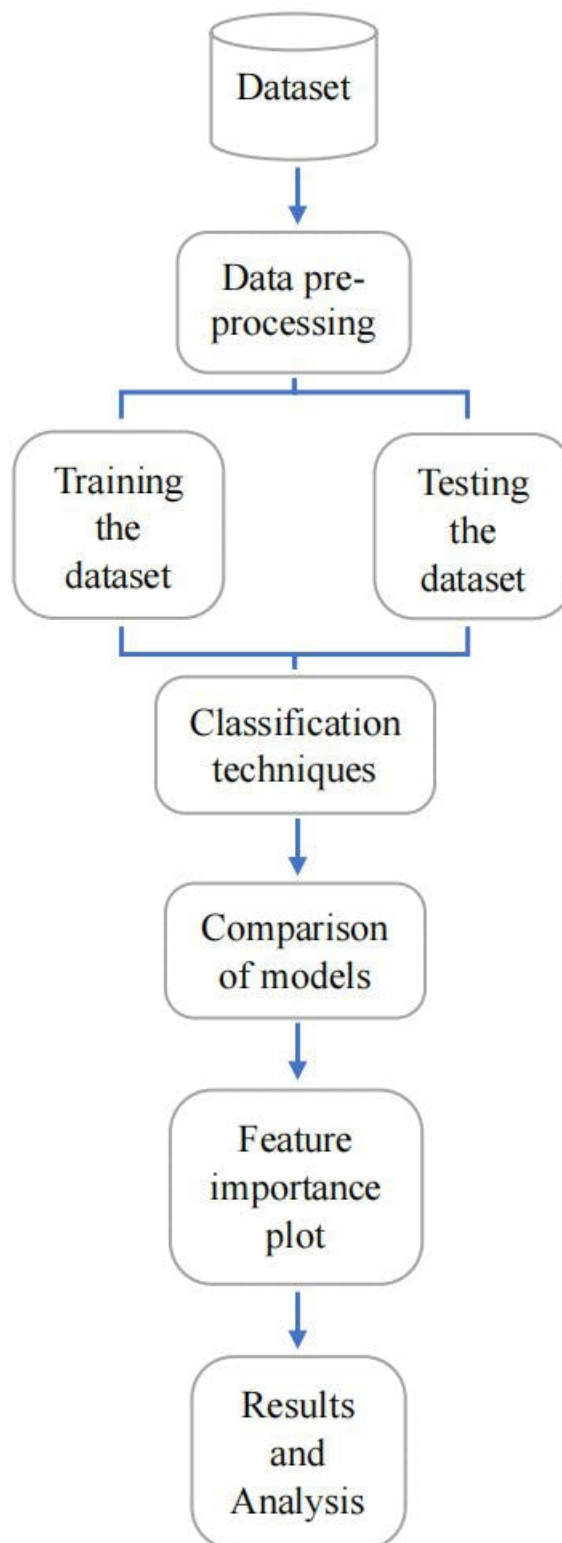 Dataset
Data pre-
processing
Training
the
dataset
Testing
the
dataset
Classification
techniques
Comparison
of models
Feature
importance
plot
Results
and
Analysis